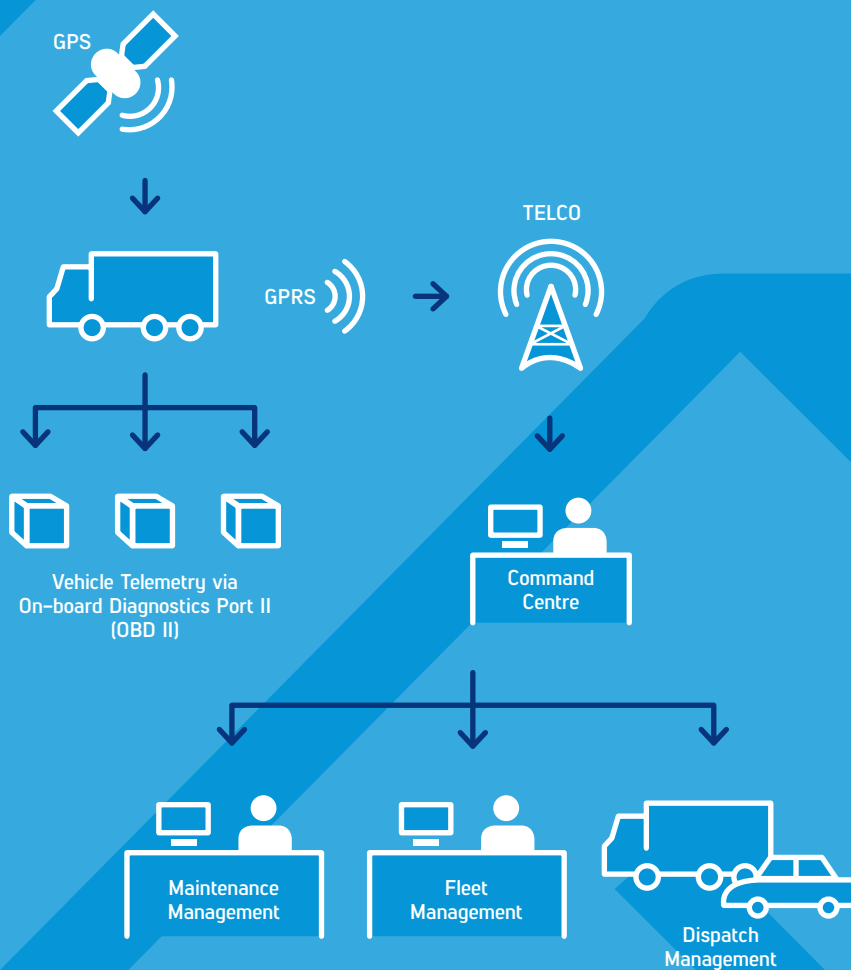 GPS
TELCO
GPRS
Vehicle Telemetry via
On-board Diagnostics Port II
(OBD II)
Command
Centre
Maintenance
Management
Fleet
Management
Dispatch
Management